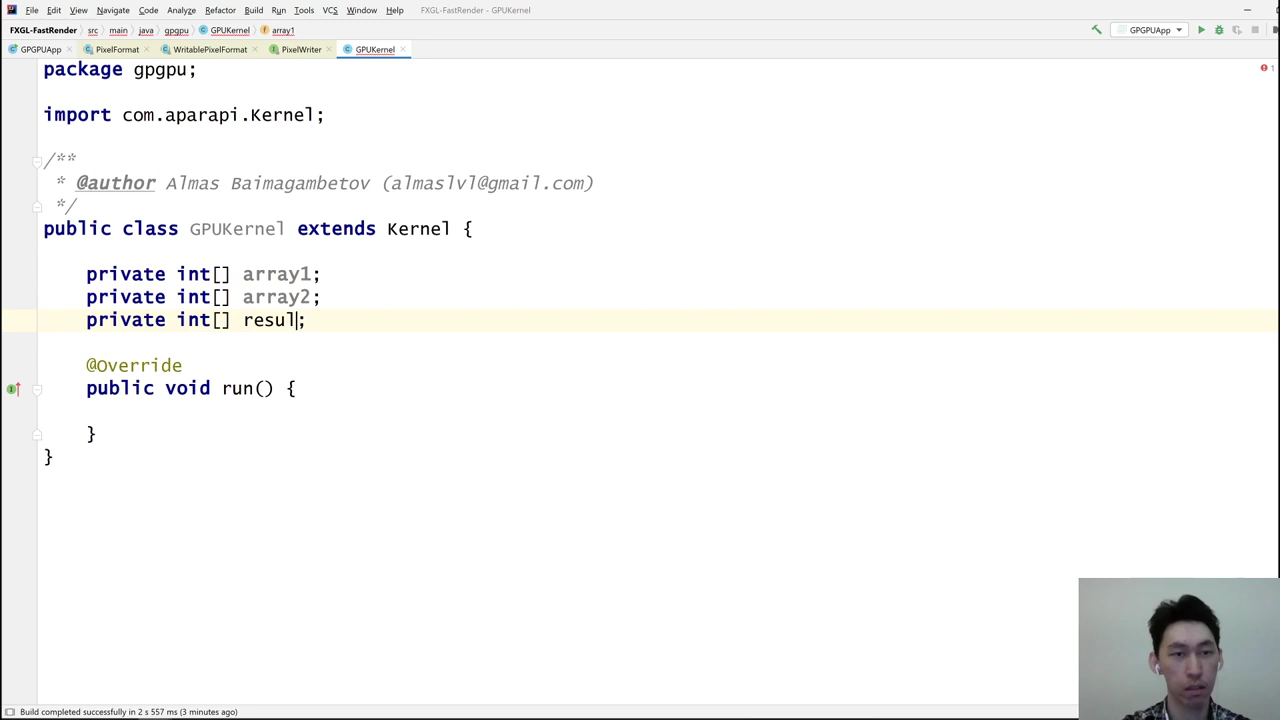 File Edit View Navigate Code Analyze Refactor Build Run Tools VCS Window Help FXGL-FastRender - GPUKernel
FXGL-FastRender src main java gpgpu GPUKernel array1 GPGPUApp
GPGPUApp PixelFormat WritablePixelFormat PixelWriter GPUKernel
package gpgpu;
1
import com.aparapi.Kernel;
/**
* @author Almas Baimagambetov (almaslvl@gmail.com)
*/
public class GPUKernel extends Kernel {
private int[] array1;
private int[] array2;
private int[] resul;
@Override
public void run() {
}
}
Build completed successfully in 2 s 557 ms (3 minutes ago)